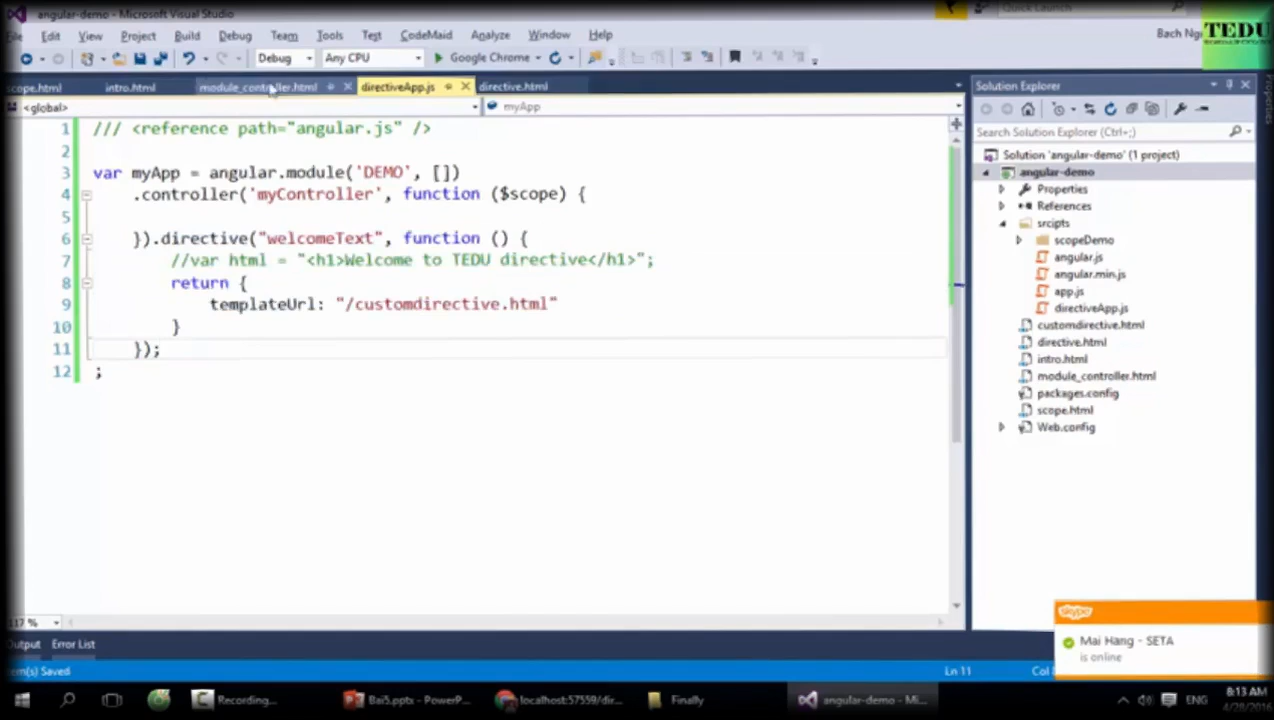 angular-demo - Microsoft Visual Studio
Quick Launch
TEDU
File Edit View Project Build Debug Team Tools Test CodeMaid Analyze Window Help
Bach Ng
Debug Any CPU Google Chrome
scope.html intro.html module_controller.html directiveApp.js directive.html
<global> myApp
1 /// <reference path="angular.js" />
2
3 var myApp = angular.module('DEMO', [])
4 .controller('myController', function ($scope) {
5
6 }).directive("welcomeText", function () {
7 //var html = "<h1>Welcome to TEDU directive</h1>";
8 return {
9 templateUrl: "/customdirective.html"
10 }
11 });
12 ;
117 %
Output Error List
Item(s) Saved
Ln 11 Col
Solution Explorer
Search Solution Explorer (Ctrl+;)
Solution 'angular-demo' (1 project)
angular-demo
Properties
References
srcipts
scopeDemo
angular.js
angular.min.js
app.js
directiveApp.js
customdirective.html
directive.html
intro.html
module_controller.html
packages.config
scope.html
Web.config
Properties
skype
Mai Hang - SETA
is online
Recording...
Bai5.pptx - PowerP...
localhost:57559/dir...
Finally
angular-demo - Mi...
ENG
8:13 AM
4/28/2016